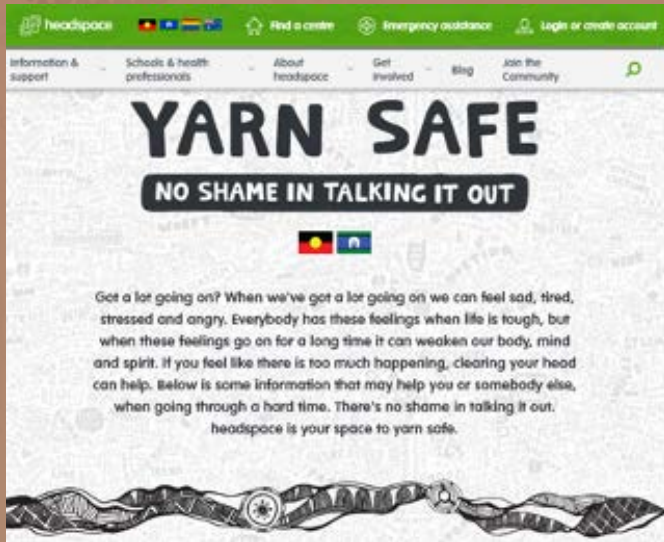 headspace
Find a centre
Emergency assistance
Login or create account
Information & support
Schools & health professionals
About headspace
Get involved
Blog
Join the Community
YARN SAFE
NO SHAME IN TALKING IT OUT
Got a lot going on? When we've got a lot going on we can feel sad, tired,
stressed and angry. Everybody has these feelings when life is tough, but
when these feelings go on for a long time it can weaken our body, mind
and spirit. If you feel like there is too much happening, clearing your head
can help. Below is some information that may help you or somebody else,
when going through a hard time. There's no shame in talking it out.
headspace is your space to yarn safe.